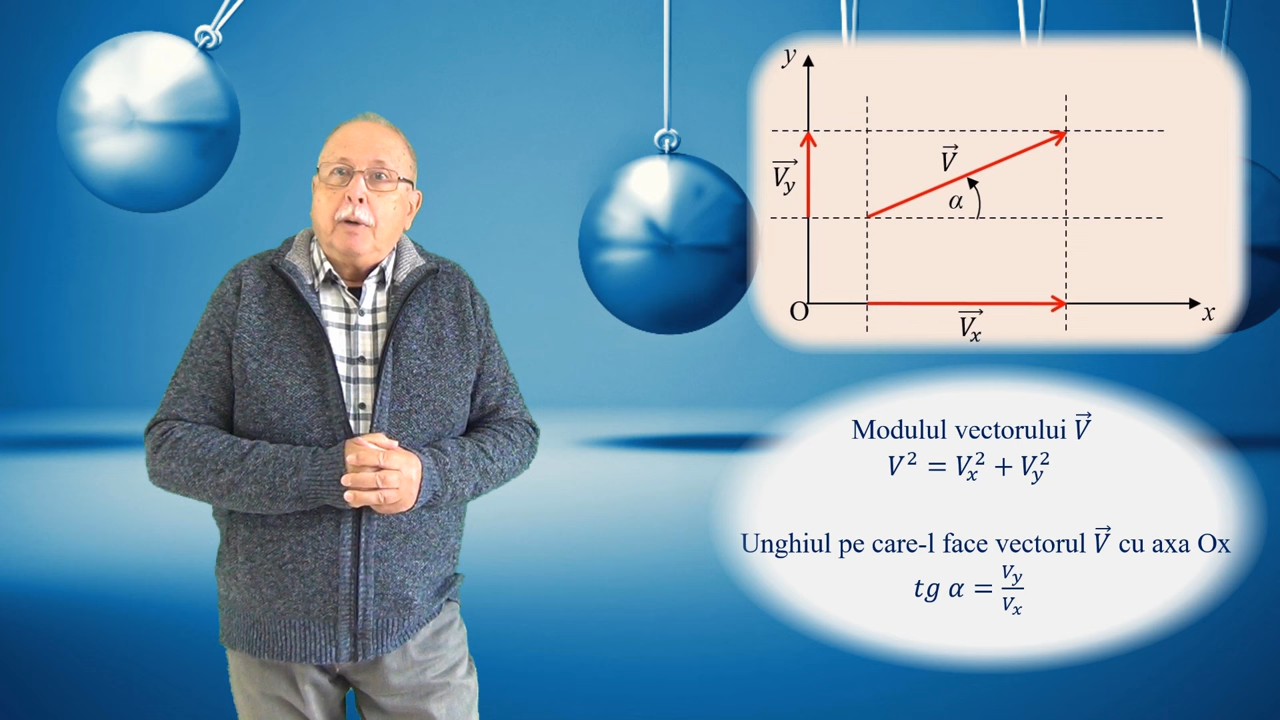 y
V⃗
V⃗y
α
O
V⃗x
x
Modulul vectorului V⃗
V² = Vx² + Vy²
Unghiul pe care-l face vectorul V⃗ cu axa Ox
tg α = Vy/Vx